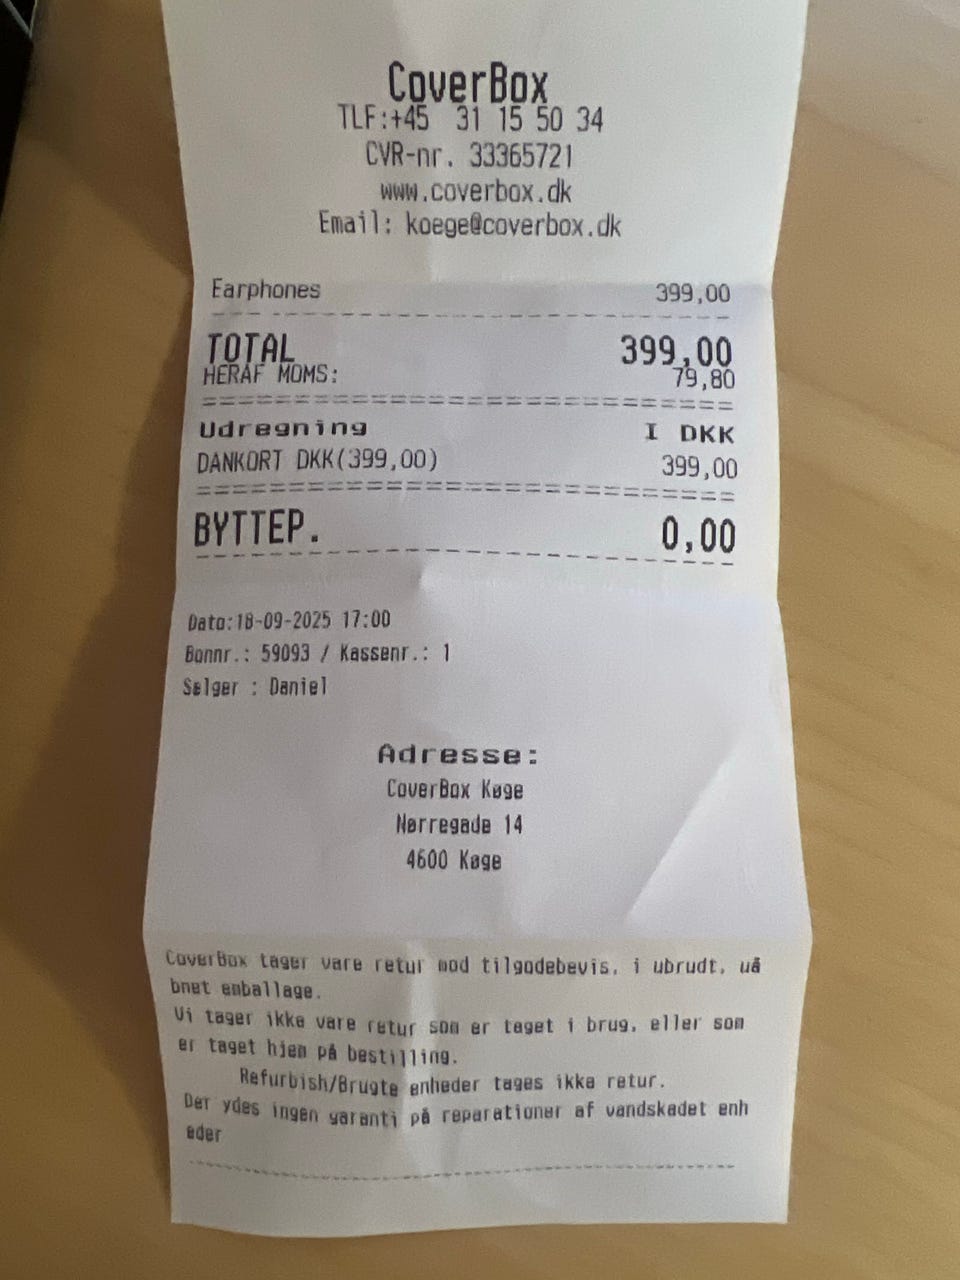 CoverBox
TLF:+45 31 15 50 34
CVR-nr. 33365721
www.coverbox.dk
Email: koege@coverbox.dk
Earphones 399,00
TOTAL 399,00
HERAF MOMS: 79,80
Udregning I DKK
DANKORT DKK(399,00) 399,00
BYTTEP. 0,00
Dato:18-09-2025 17:00
Bonnr.: 59093 / Kassenr.: 1
Sælger : Daniel
Adresse:
CoverBox Køge
Nørregade 14
4600 Køge
CoverBox tager vare retur mod tilgodebevis, i ubrudt, uå
bnet emballage.
Vi tager ikke vare retur som er taget i brug, eller som
er taget hjem på bestilling.
Refurbish/Brugte enheder tages ikke retur.
Der ydes ingen garanti på reparationer af vandskadet enh
eder